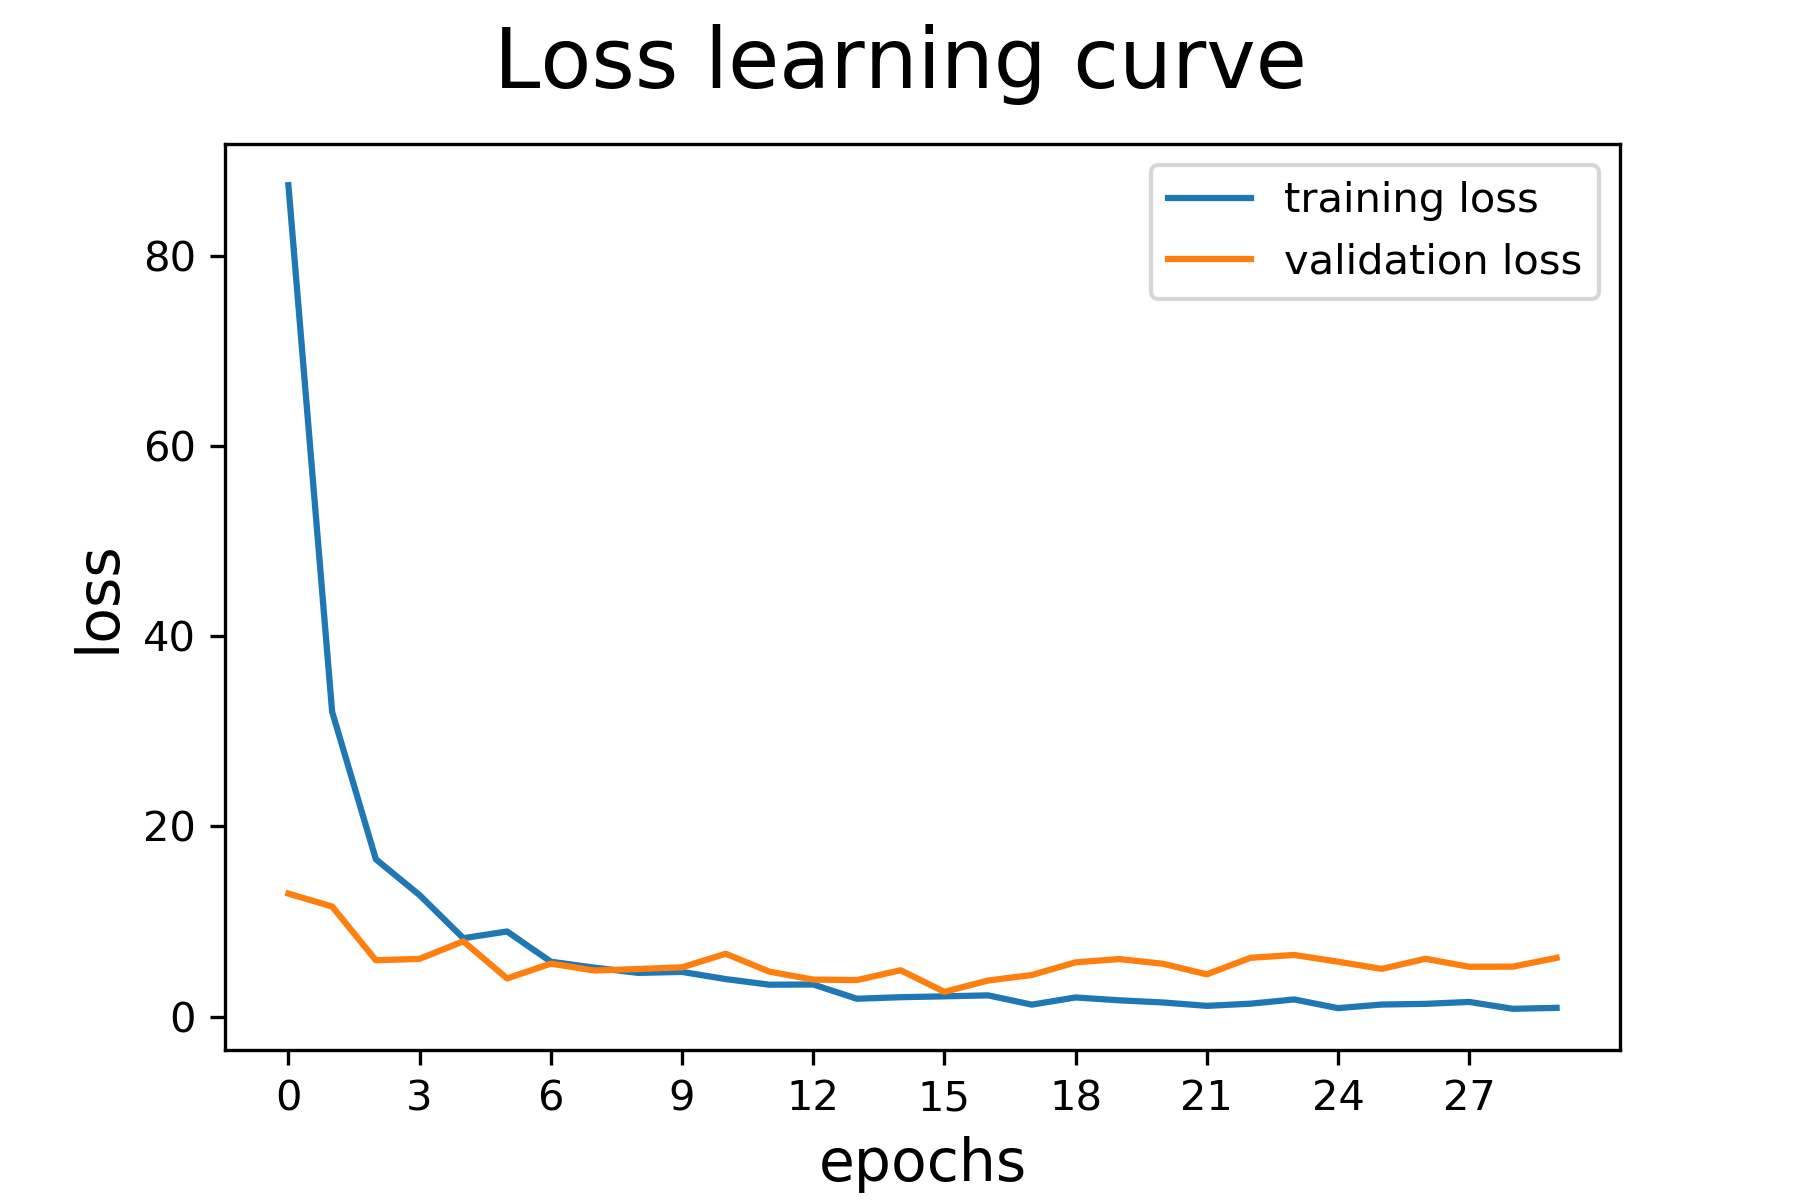 Loss learning curve
training loss
validation loss
80
60
40
20
0
loss
0 3 6 9 12 15 18 21 24 27
epochs